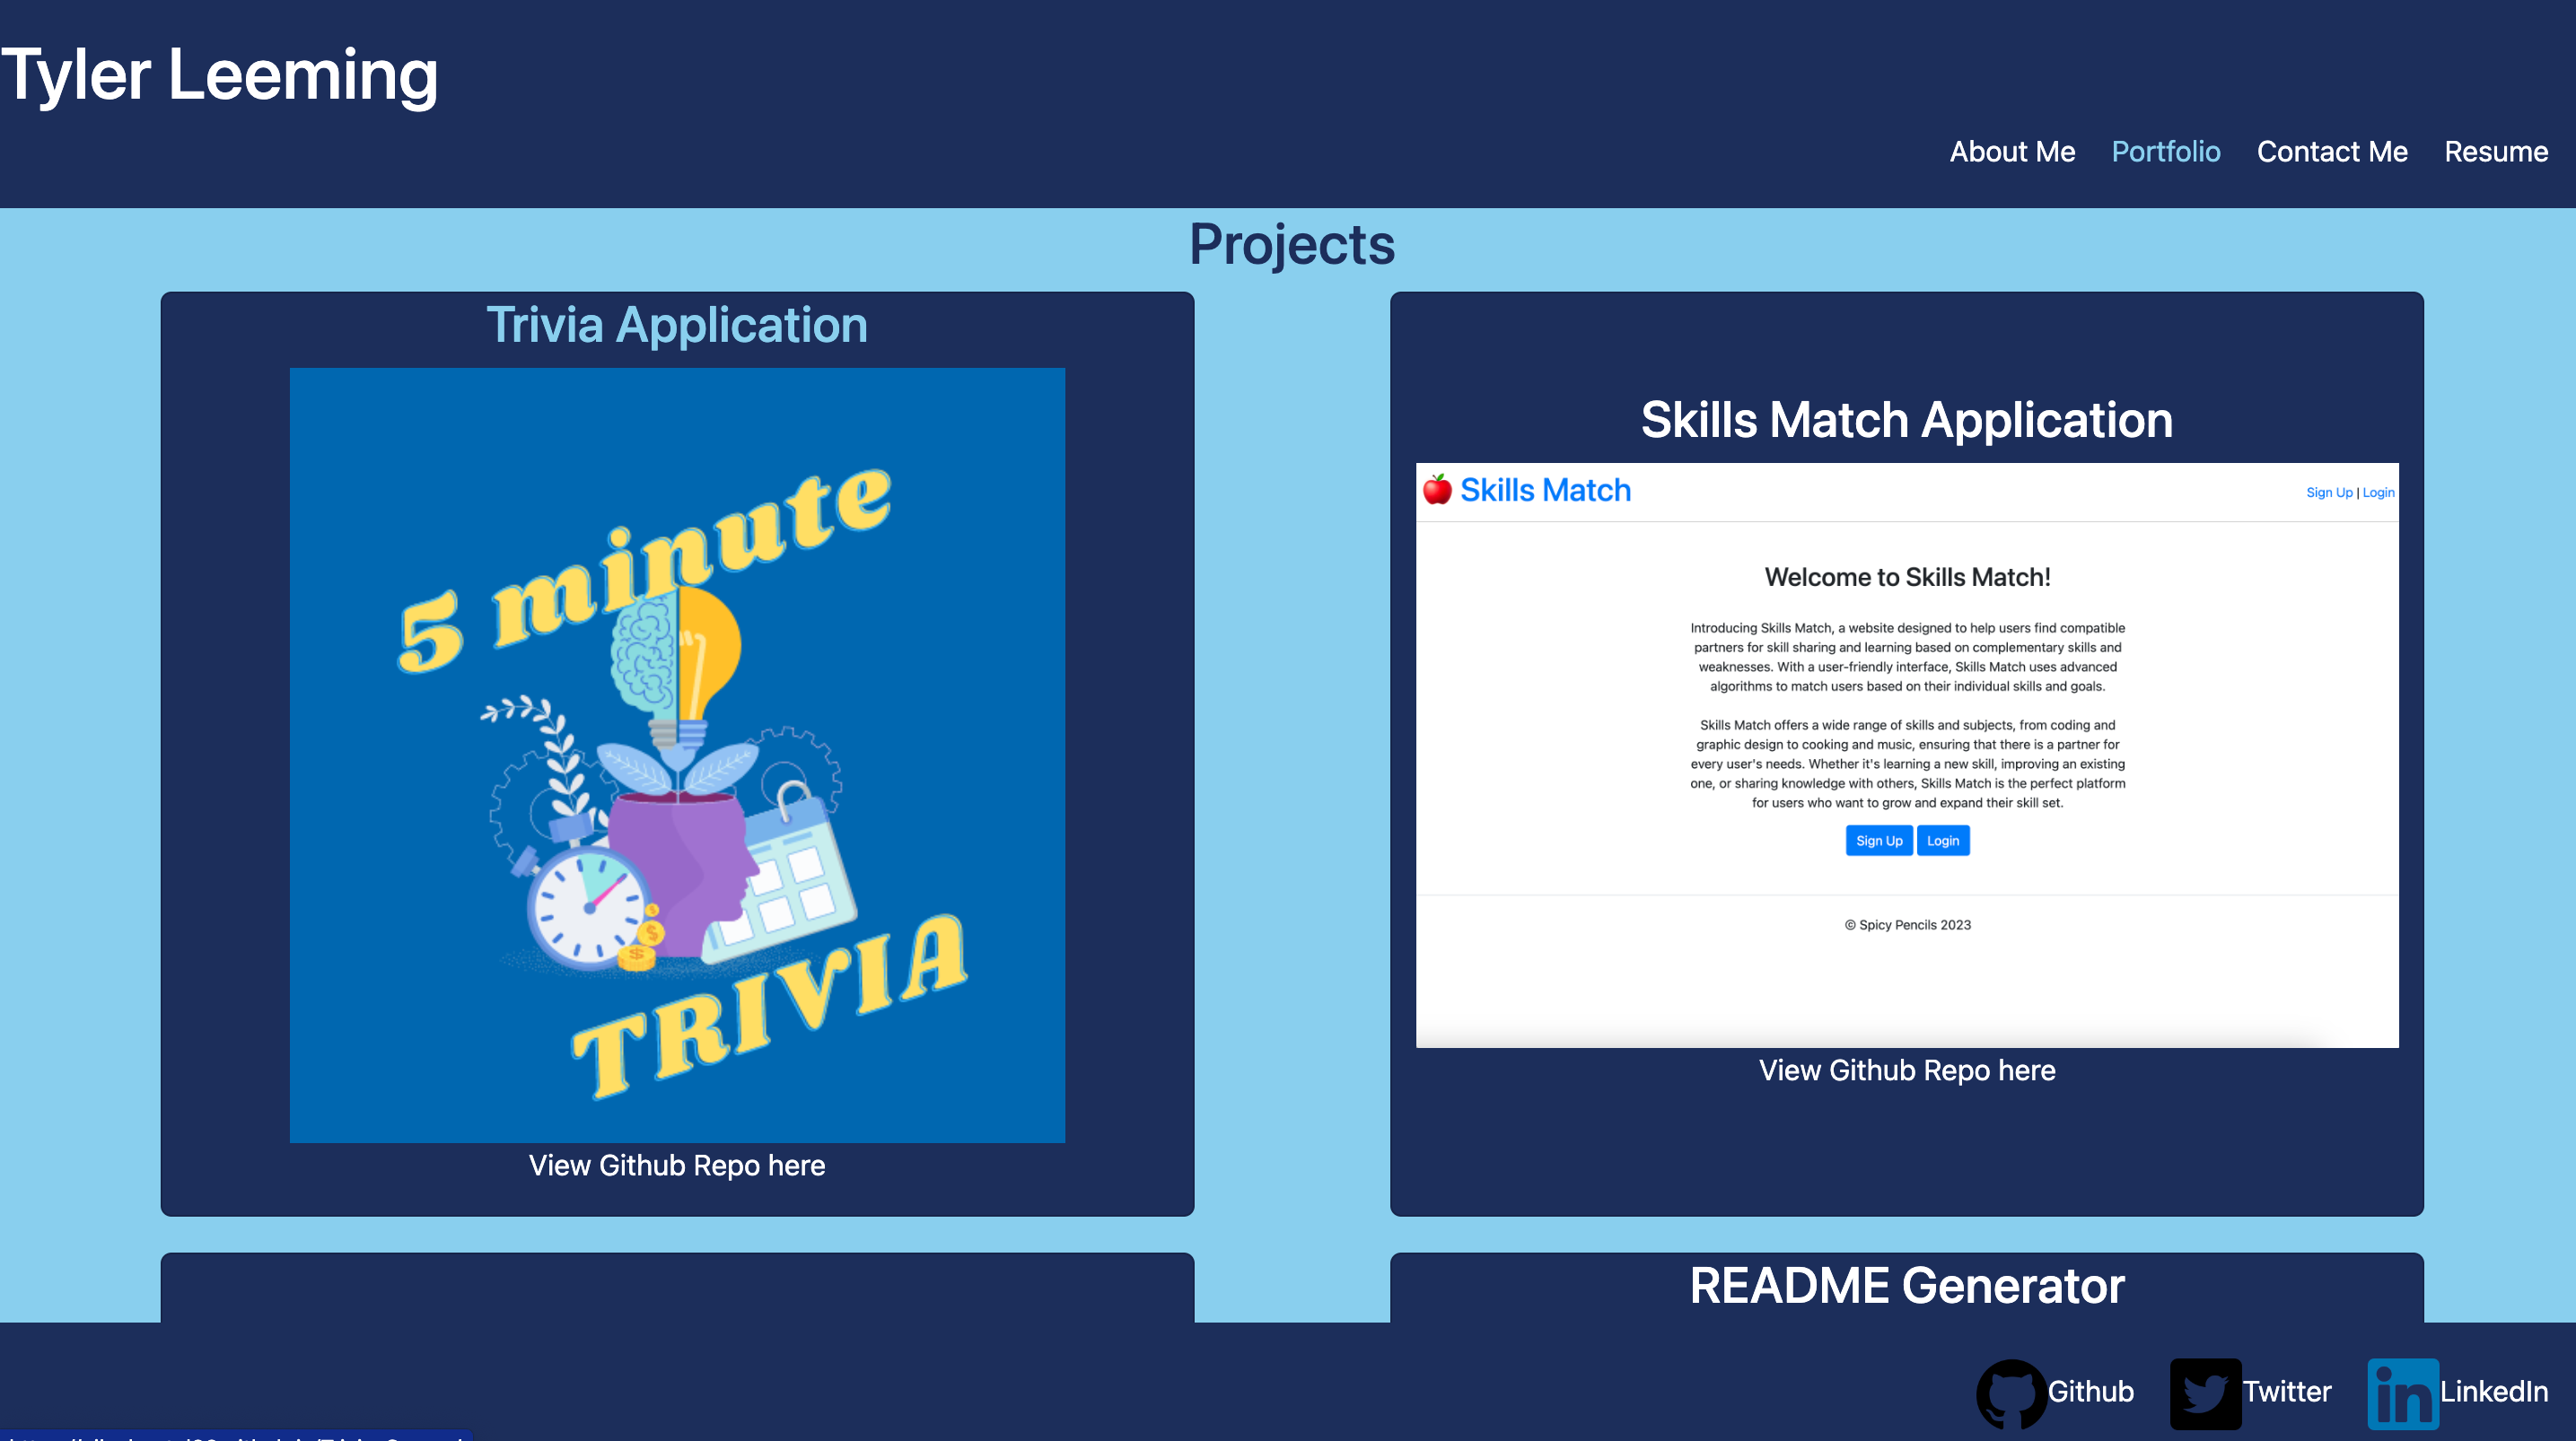 Tyler Leeming
About Me Portfolio Contact Me Resume
Projects
Trivia Application
5 minute
TRIVIA
View Github Repo here
Skills Match Application
Skills Match
Sign Up | Login
Welcome to Skills Match!
Introducing Skills Match, a website designed to help users find compatible
partners for skill sharing and learning based on complementary skills and
weaknesses. With a user-friendly interface, Skills Match uses advanced
algorithms to match users based on their individual skills and goals.
Skills Match offers a wide range of skills and subjects, from coding and
graphic design to cooking and music, ensuring that there is a partner for
every user's needs. Whether it's learning a new skill, improving an existing
one, or sharing knowledge with others, Skills Match is the perfect platform
for users who want to grow and expand their skill set.
Sign Up Login
© Spicy Pencils 2023
View Github Repo here
README Generator
Github Twitter LinkedIn